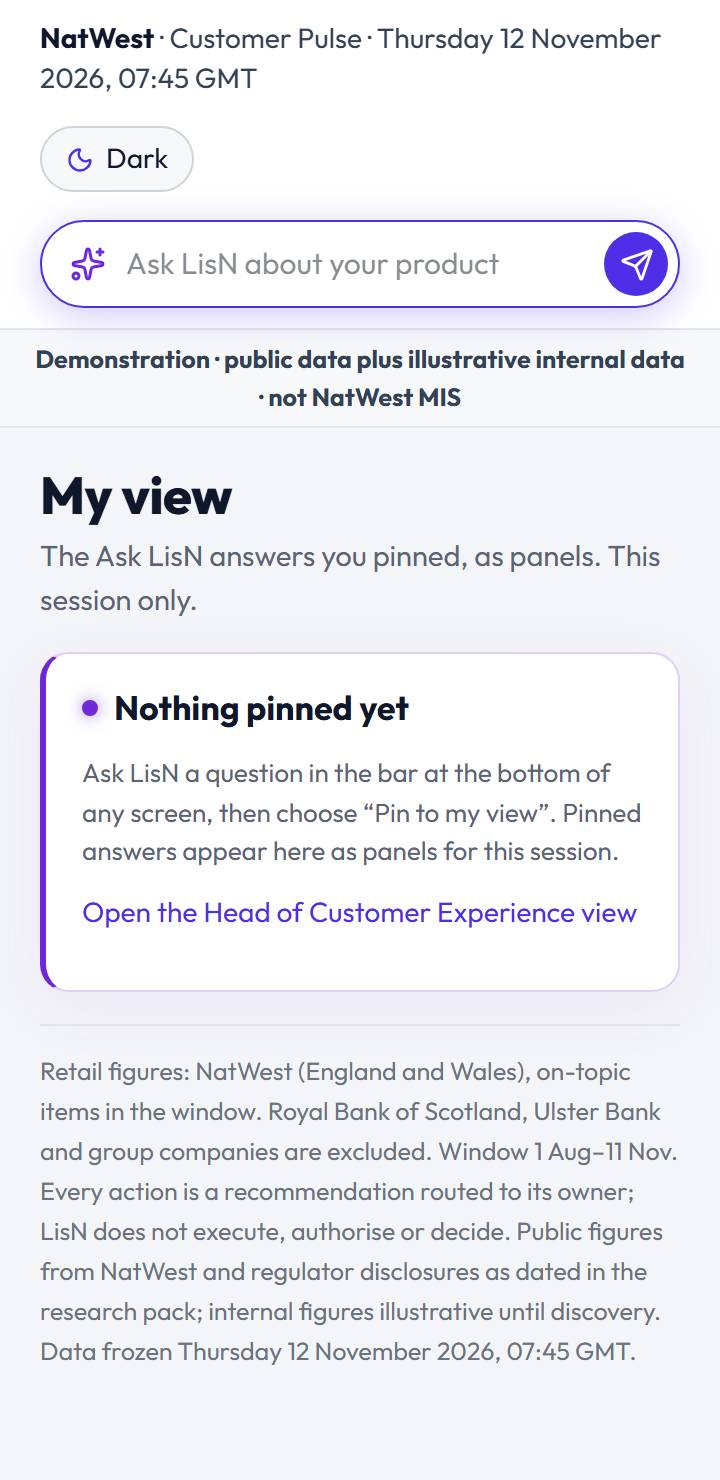 NatWest · Customer Pulse · Thursday 12 November
2026, 07:45 GMT
Dark
Ask LisN about your product
Demonstration · public data plus illustrative internal data
· not NatWest MIS
My view
The Ask LisN answers you pinned, as panels. This
session only.
Nothing pinned yet
Ask LisN a question in the bar at the bottom of
any screen, then choose “Pin to my view”. Pinned
answers appear here as panels for this session.
Open the Head of Customer Experience view
Retail figures: NatWest (England and Wales), on-topic
items in the window. Royal Bank of Scotland, Ulster Bank
and group companies are excluded. Window 1 Aug–11 Nov.
Every action is a recommendation routed to its owner;
LisN does not execute, authorise or decide. Public figures
from NatWest and regulator disclosures as dated in the
research pack; internal figures illustrative until discovery.
Data frozen Thursday 12 November 2026, 07:45 GMT.